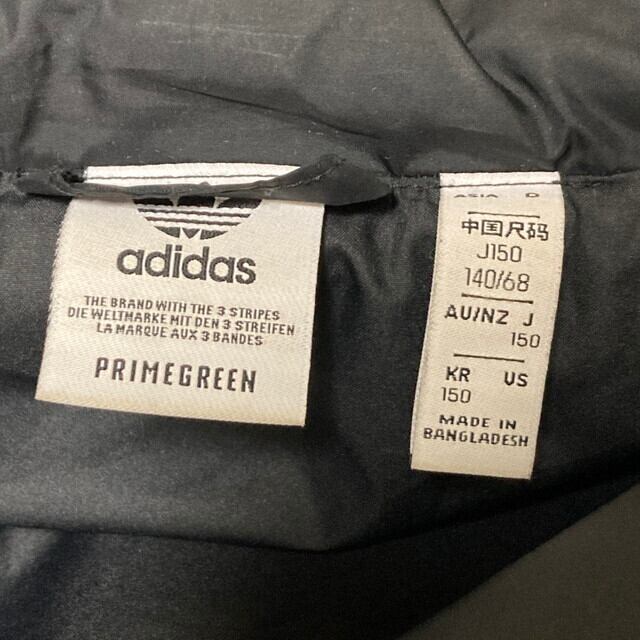 adidas
THE BRAND WITH THE 3 STRIPES
DIE WELTMARKE MIT DEN 3 STREIFEN
LA MARQUE AUX 3 BANDES
PRIMEGREEN
中国尺码
J150
140/68
AU/NZ J
150
KR US
150
MADE IN
BANGLADESH